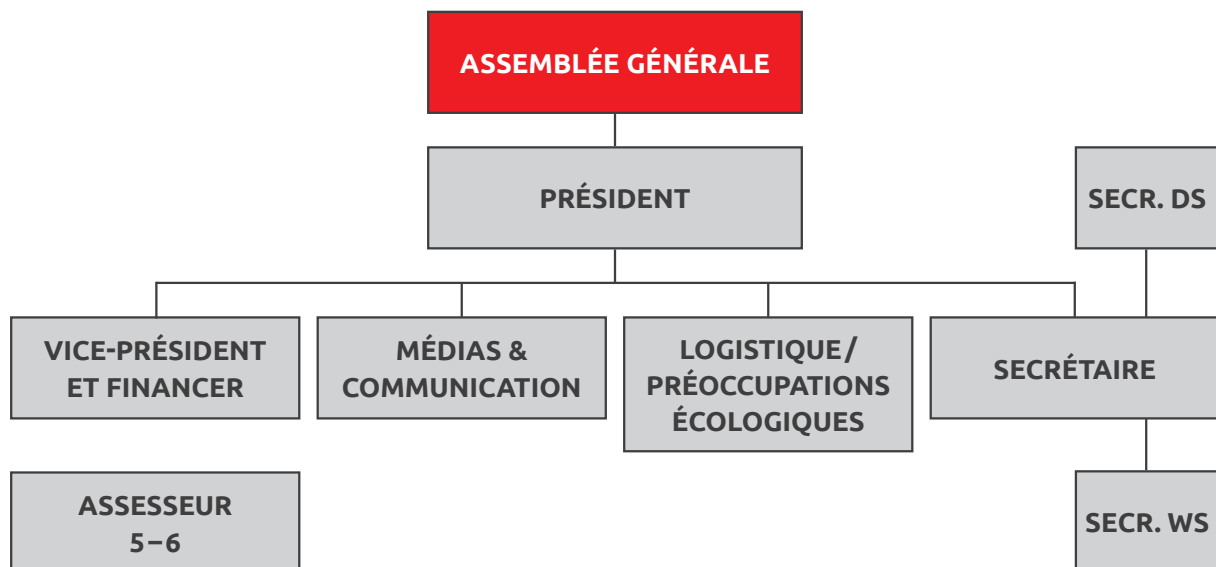 ASSEMBLÉE GÉNÉRALE
PRÉSIDENT
SECR. DS
VICE-PRÉSIDENT
ET FINANCER
MÉDIAS &
COMMUNICATION
LOGISTIQUE/
PRÉOCCUPATIONS
ÉCOLOGIQUES
SECRÉTAIRE
ASSESSEUR
5–6
SECR. WS